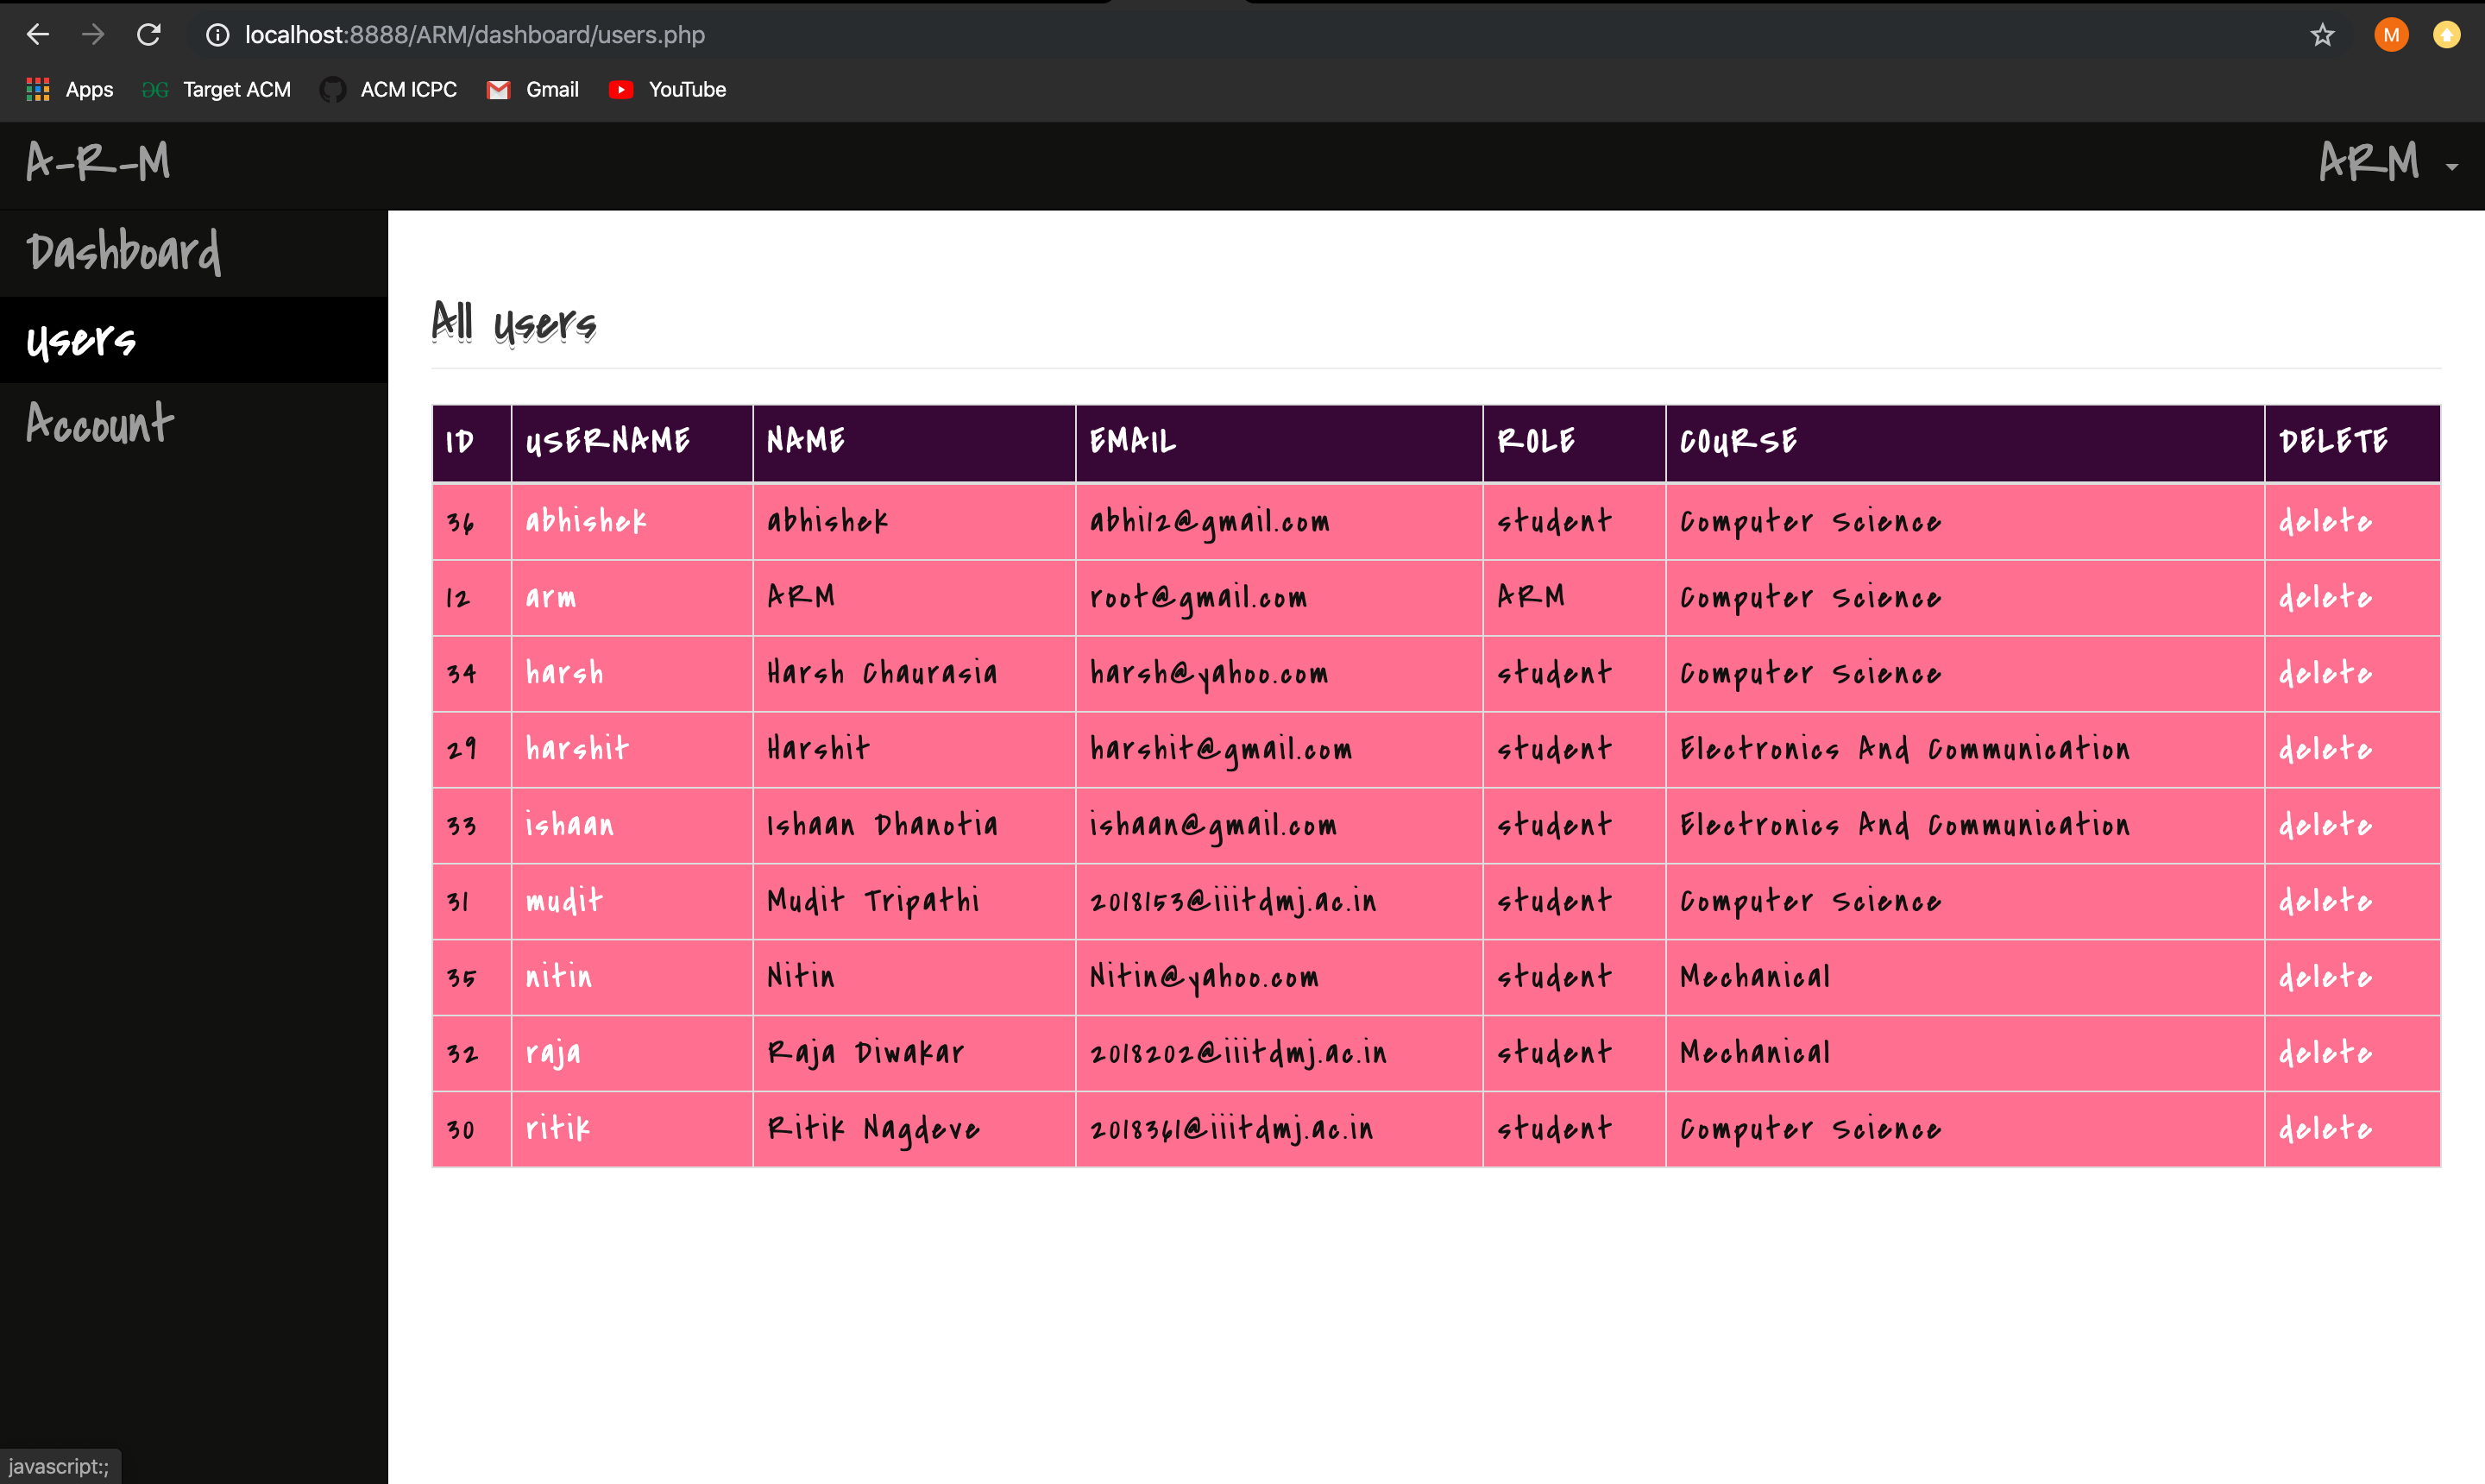 localhost:8888/ARM/dashboard/users.php M
Apps Target ACM ACM ICPC Gmail YouTube
A-R-M ARM
Dashboard
Users
Account
All Users
ID USERNAME NAME EMAIL ROLE COURSE DELETE
36 abhishek abhishek abhi12@gmail.com student Computer Science delete
12 arm ARM root@gmail.com ARM Computer Science delete
34 harsh Harsh Chaurasia harsh@yahoo.com student Computer Science delete
29 harshit Harshit harshit@gmail.com student Electronics And Communication delete
33 ishaan Ishaan Dhanotia ishaan@gmail.com student Electronics And Communication delete
31 mudit Mudit Tripathi 2018153@iiitdmj.ac.in student Computer Science delete
35 nitin Nitin Nitin@yahoo.com student Mechanical delete
32 raja Raja Diwakar 2018202@iiitdmj.ac.in student Mechanical delete
30 ritik Ritik Nagdeve 2018361@iiitdmj.ac.in student Computer Science delete
javascript:;